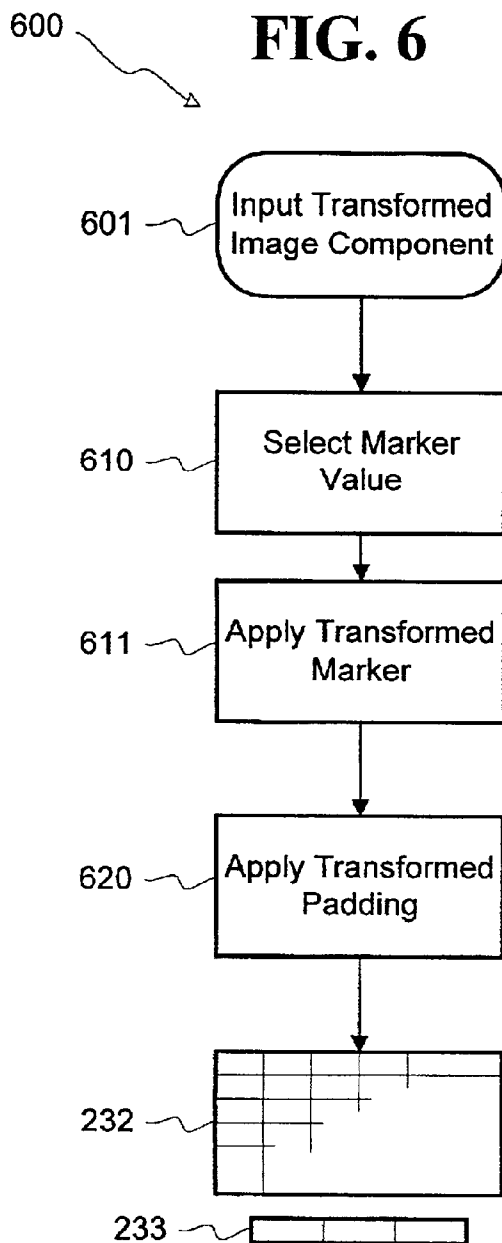 600
FIG. 6
601
Input Transformed
Image Component
610
Select Marker
Value
611
Apply Transformed
Marker
620
Apply Transformed
Padding
232
233